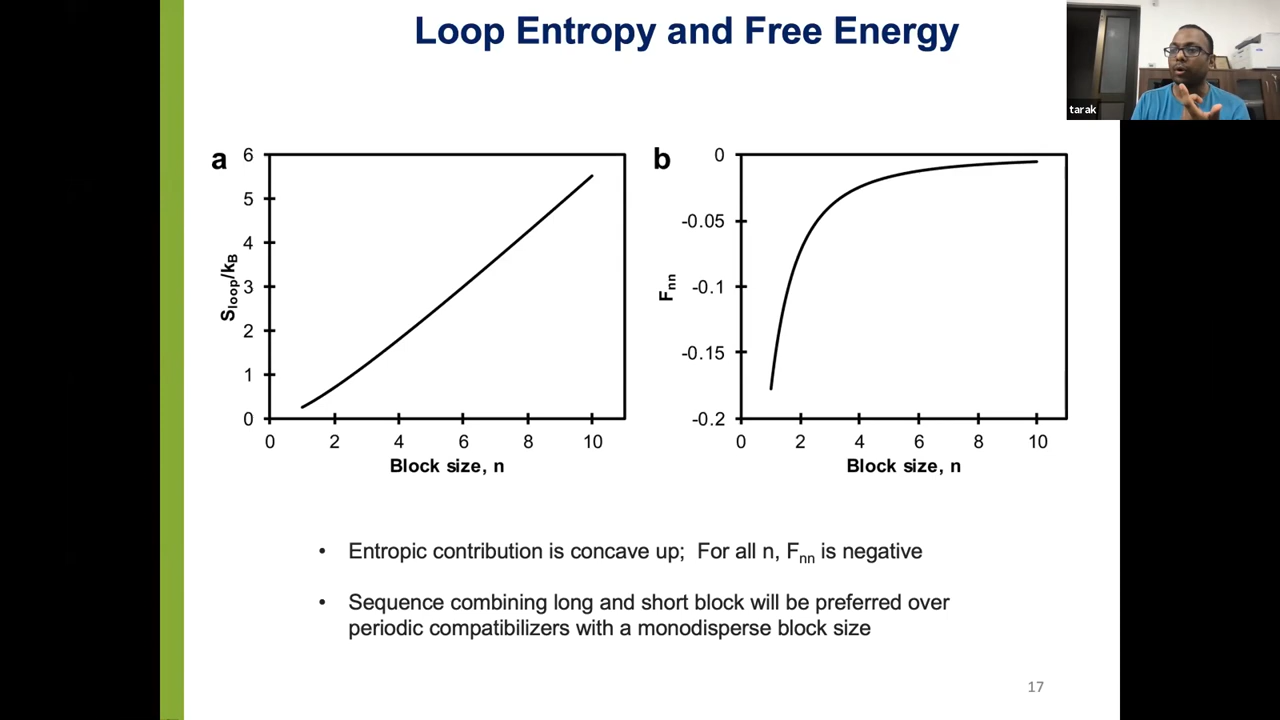 Loop Entropy and Free Energy
tarak
a
6
5
4
3
2
1
0
S_loop/k_B
0 2 4 6 8 10
Block size, n
b
0
-0.05
-0.1
-0.15
-0.2
F_nn
0 2 4 6 8 10
Block size, n
• Entropic contribution is concave up; For all n, F_nn is negative
• Sequence combining long and short block will be preferred over
periodic compatibilizers with a monodisperse block size
17